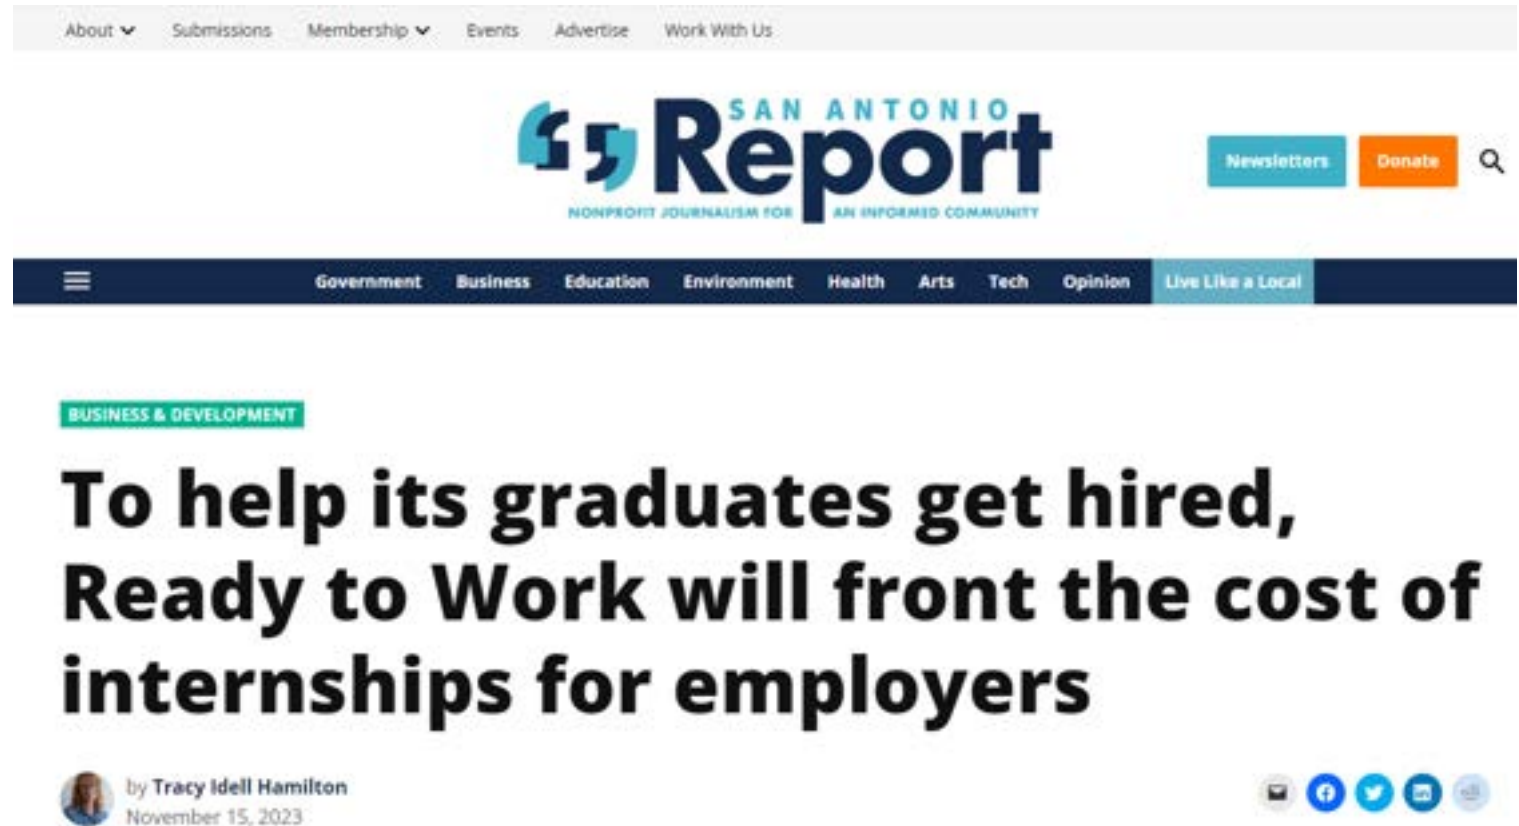 About Submissions Membership Events Advertise Work With Us
SAN ANTONIO
Report
NONPROFIT JOURNALISM FOR AN INFORMED COMMUNITY
Newsletters Donate
Government Business Education Environment Health Arts Tech Opinion Live Like a Local
BUSINESS & DEVELOPMENT
To help its graduates get hired,
Ready to Work will front the cost of
internships for employers
by Tracy Idell Hamilton
November 15, 2023